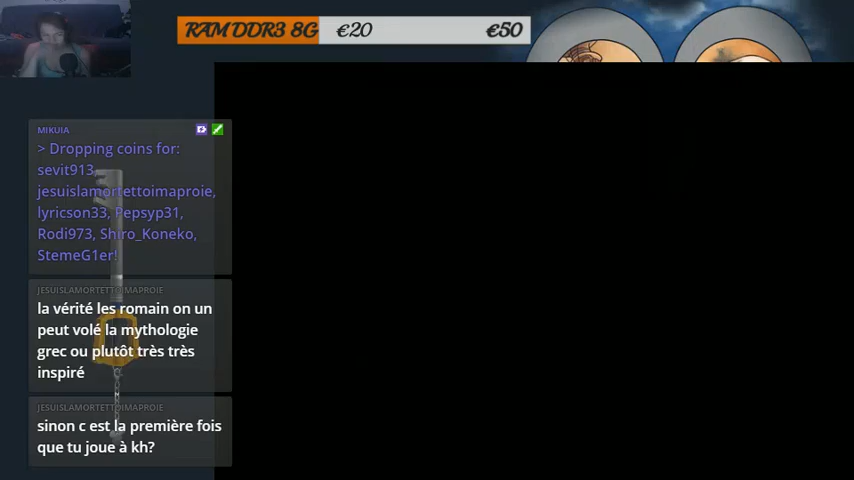 RAM DDR3 8G €20 €50
MIKUIA
> Dropping coins for:
sevit913,
jesuislamortettoimaproie,
lyricson33, Pepsyp31,
Rodi973, Shiro_Koneko,
StemeG1er!
JESUISLAMORTETTOIMAPROIE
la vérité les romain on un
peut volé la mythologie
grec ou plutôt très très
inspiré
JESUISLAMORTETTOIMAPROIE
sinon c est la première fois
que tu joue à kh?